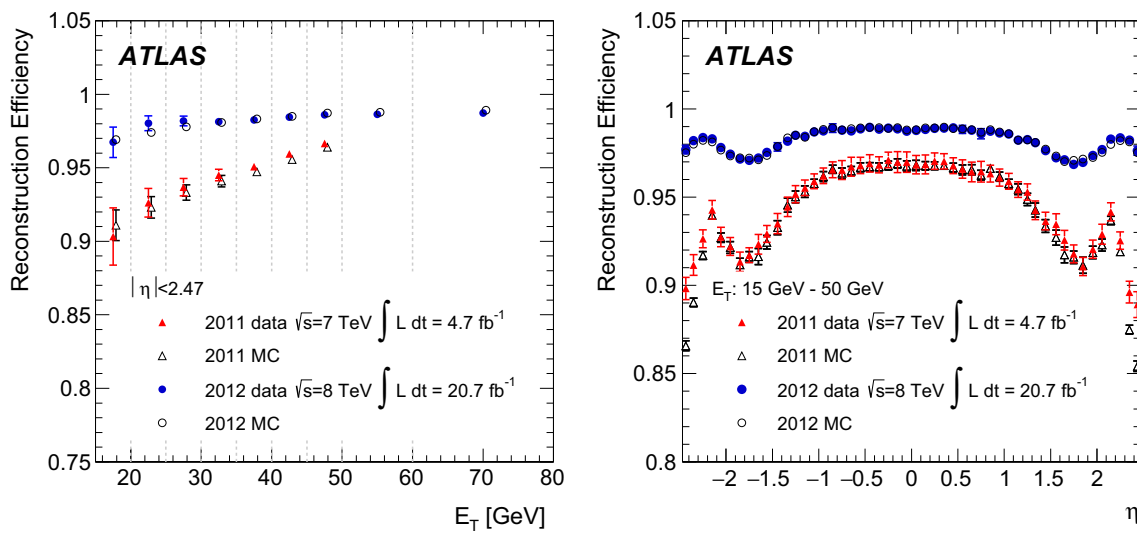 Reconstruction Efficiency
1.05
1
0.95
0.9
0.85
0.8
0.75
ATLAS
|η|<2.47
2011 data √s=7 TeV ∫ L dt = 4.7 fb⁻¹
2011 MC
2012 data √s=8 TeV ∫ L dt = 20.7 fb⁻¹
2012 MC
20 30 40 50 60 70 80
E_T [GeV]
Reconstruction Efficiency
1.05
1
0.95
0.9
0.85
0.8
ATLAS
E_T: 15 GeV - 50 GeV
2011 data √s=7 TeV ∫ L dt = 4.7 fb⁻¹
2011 MC
2012 data √s=8 TeV ∫ L dt = 20.7 fb⁻¹
2012 MC
−2 −1.5 −1 −0.5 0 0.5 1 1.5 2
η